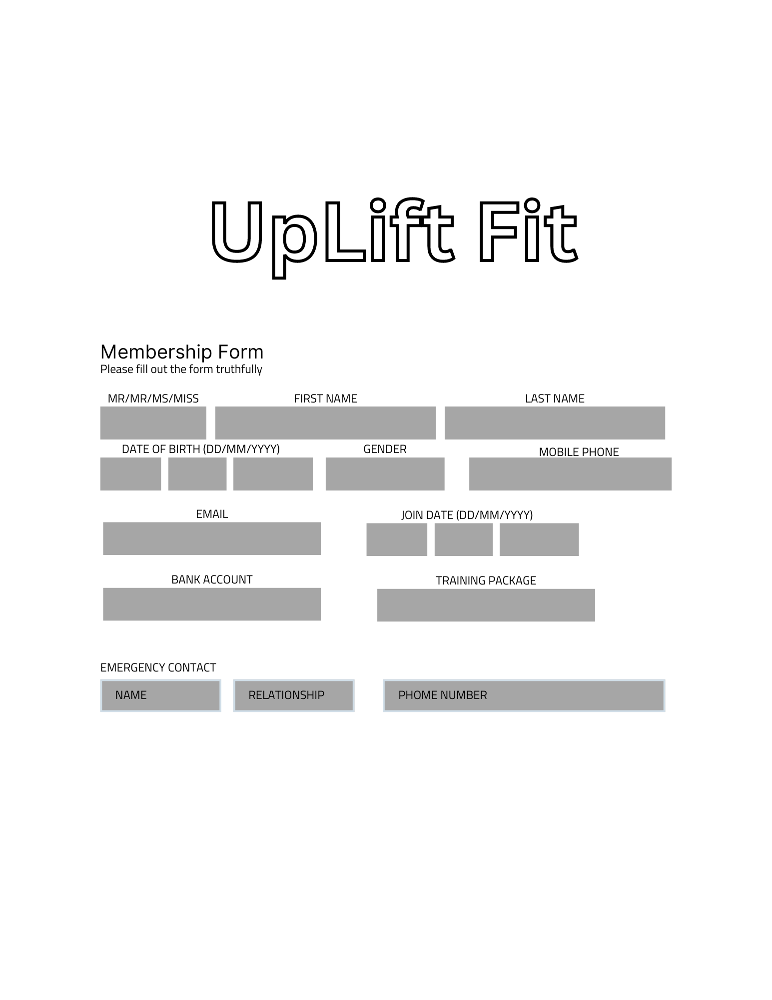 UpLift Fit
Membership Form
Please fill out the form truthfully
MR/MR/MS/MISS FIRST NAME LAST NAME
DATE OF BIRTH (DD/MM/YYYY) GENDER MOBILE PHONE
EMAIL JOIN DATE (DD/MM/YYYY)
BANK ACCOUNT TRAINING PACKAGE
EMERGENCY CONTACT
NAME RELATIONSHIP PHOME NUMBER